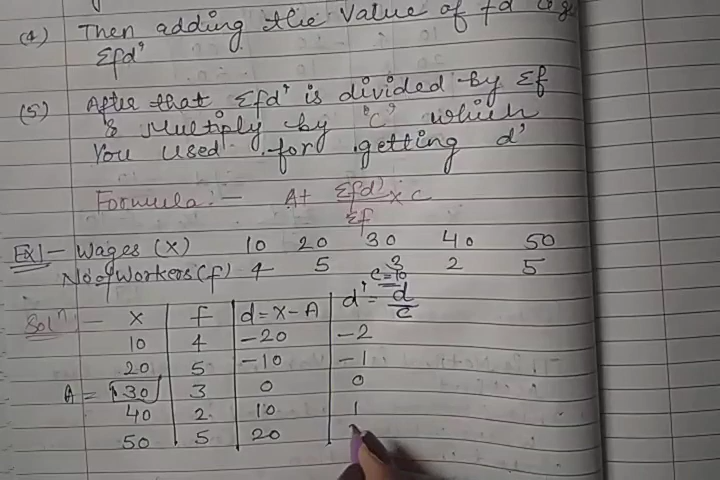 (4) Then adding the Value of fd'
Σfd'
(5) After that Σfd' is divided by Σf
& Multiply by "C" which
You used for getting d'
Formula:- A+ Σfd'/Σf × C
EX1 - Wages (X) 10 20 30 40 50
No. of Workers (f) 4 5 3 2 5
Solⁿ - X f d=X-A d' = d/c c=10
10 4 -20 -2
20 5 -10 -1
A = 30 3 0 0
40 2 10 1
50 5 20